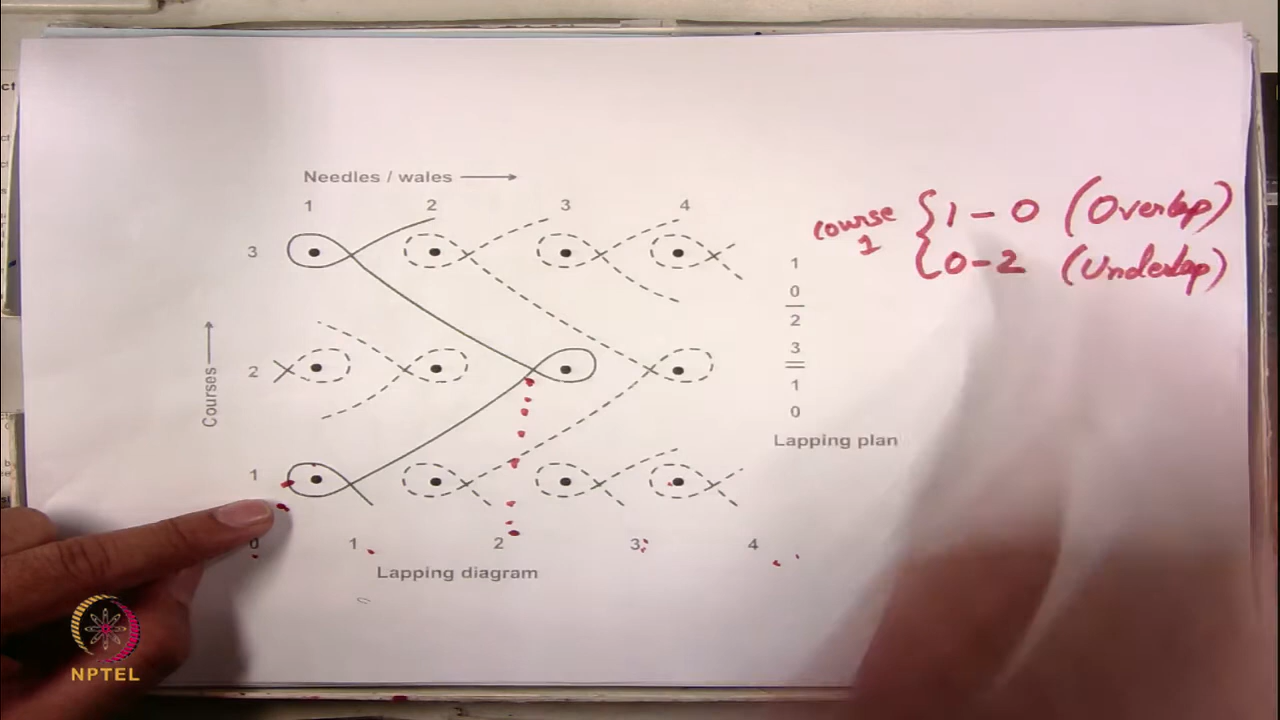 Needles / wales
1 2 3 4
course 1 { 1 - 0 (Overlap)
0 - 2 (Underlap)
3
2
1
Courses
1
0
2
3
1
0
Lapping plan
0 1 2 3 4
Lapping diagram
NPTEL